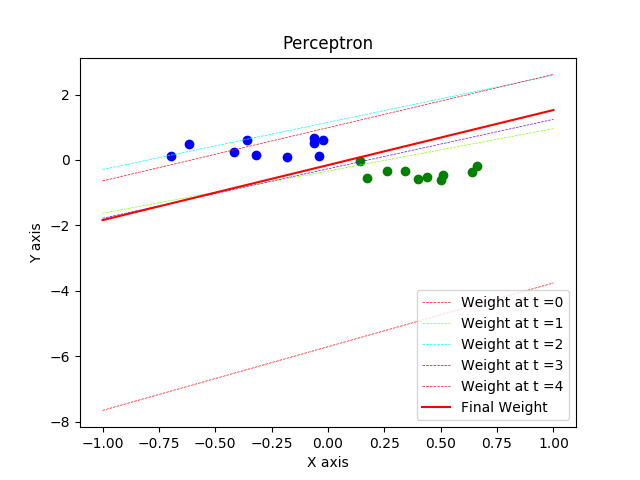 Perceptron
Y axis
2
0
−2
−4
−6
−8
Weight at t =0
Weight at t =1
Weight at t =2
Weight at t =3
Weight at t =4
Final Weight
−1.00 −0.75 −0.50 −0.25 0.00 0.25 0.50 0.75 1.00
X axis